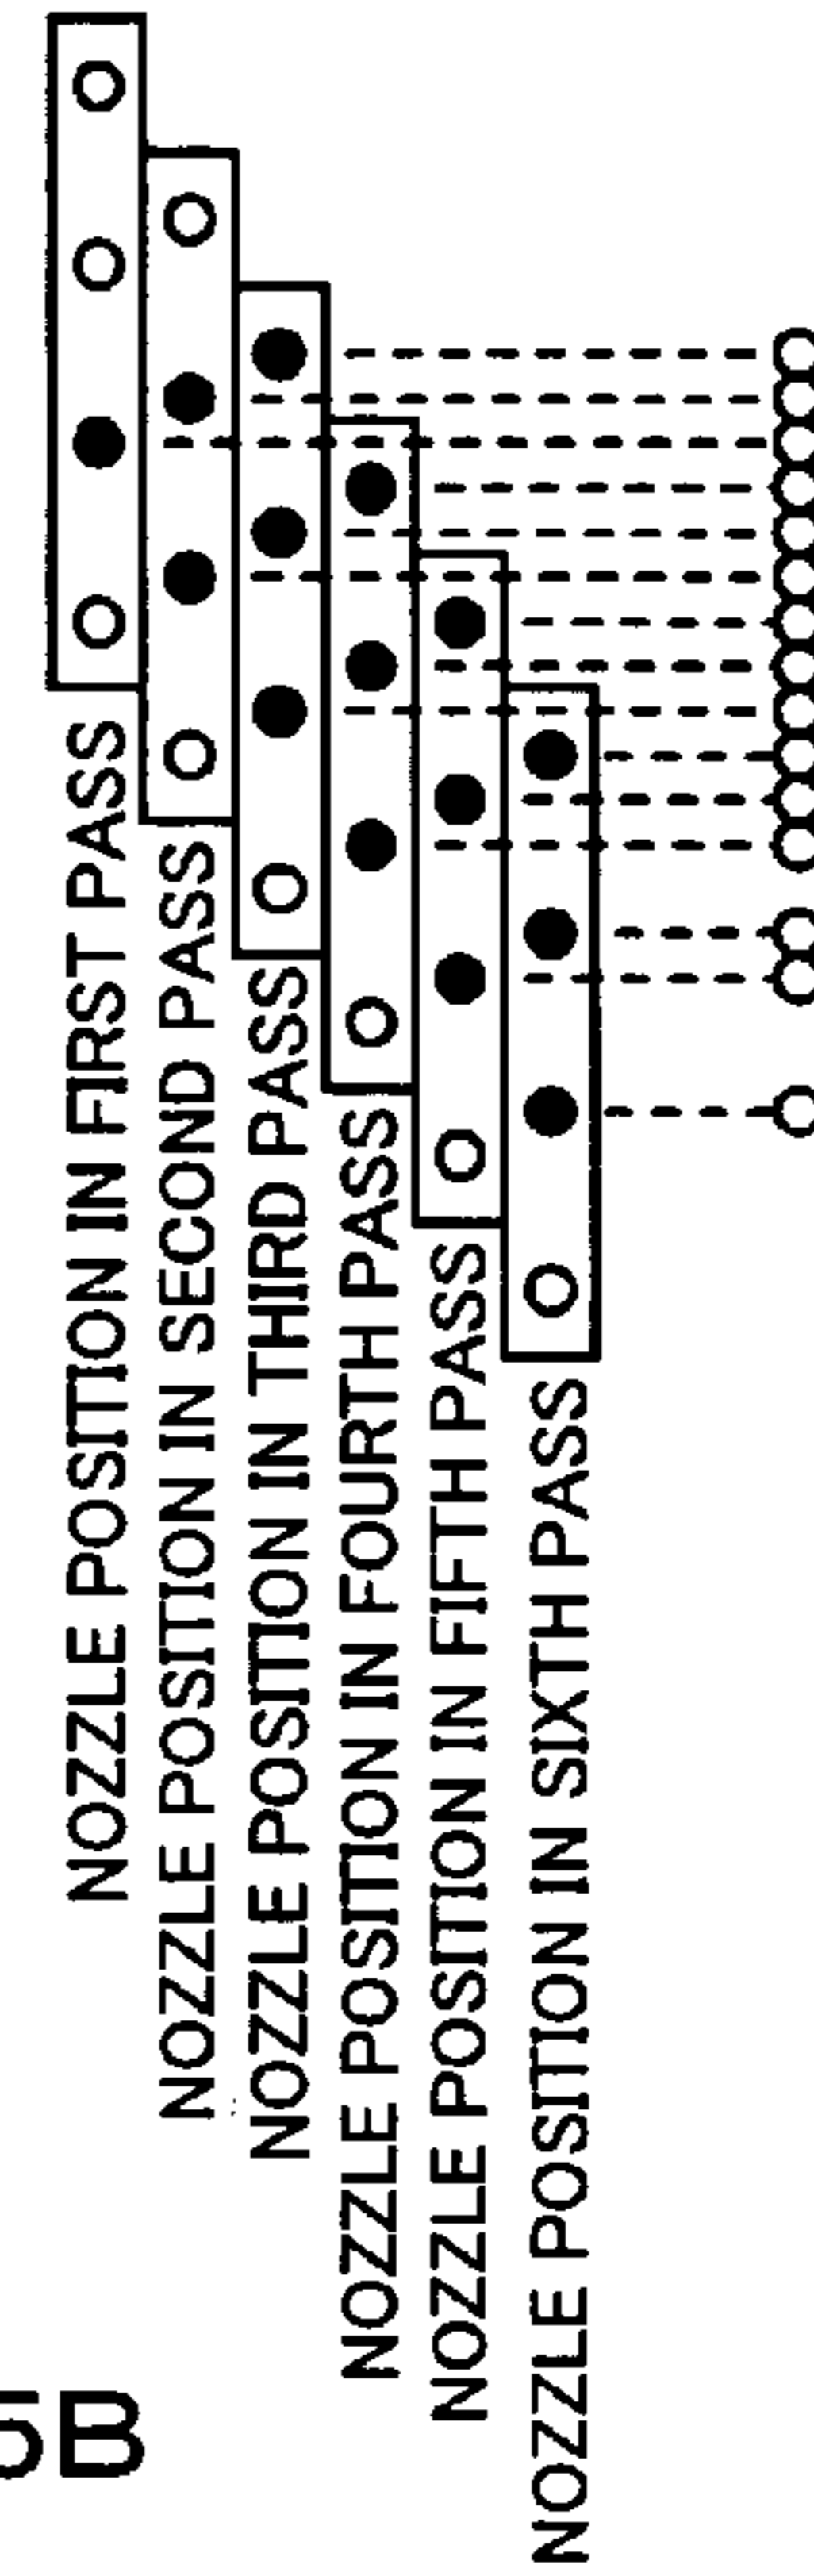 NOZZLE POSITION IN FIRST PASS
NOZZLE POSITION IN SECOND PASS
NOZZLE POSITION IN THIRD PASS
NOZZLE POSITION IN FOURTH PASS
NOZZLE POSITION IN FIFTH PASS
NOZZLE POSITION IN SIXTH PASS
5B